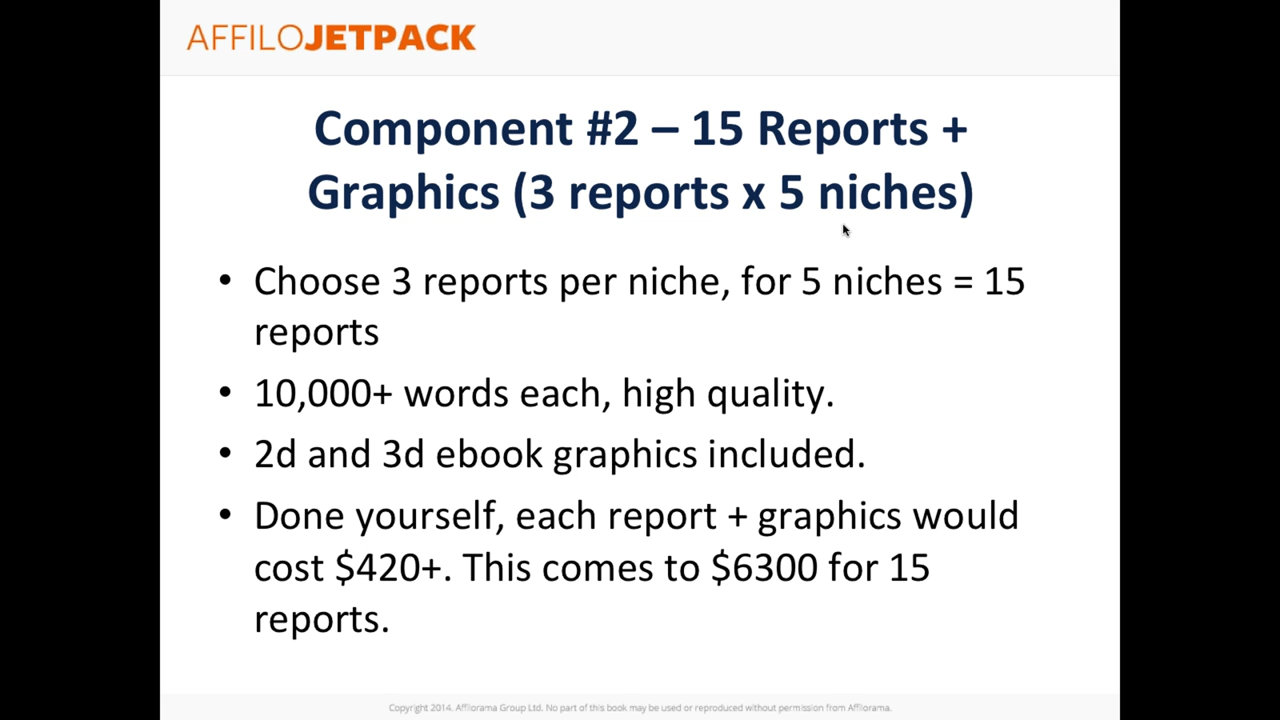 AFFILOJETPACK
Component #2 – 15 Reports +
Graphics (3 reports x 5 niches)
• Choose 3 reports per niche, for 5 niches = 15
reports
• 10,000+ words each, high quality.
• 2d and 3d ebook graphics included.
• Done yourself, each report + graphics would
cost $420+. This comes to $6300 for 15
reports.
Copyright 2014. Affilorama Group Ltd. No part of this book may be used or reproduced without permission from Affilorama.